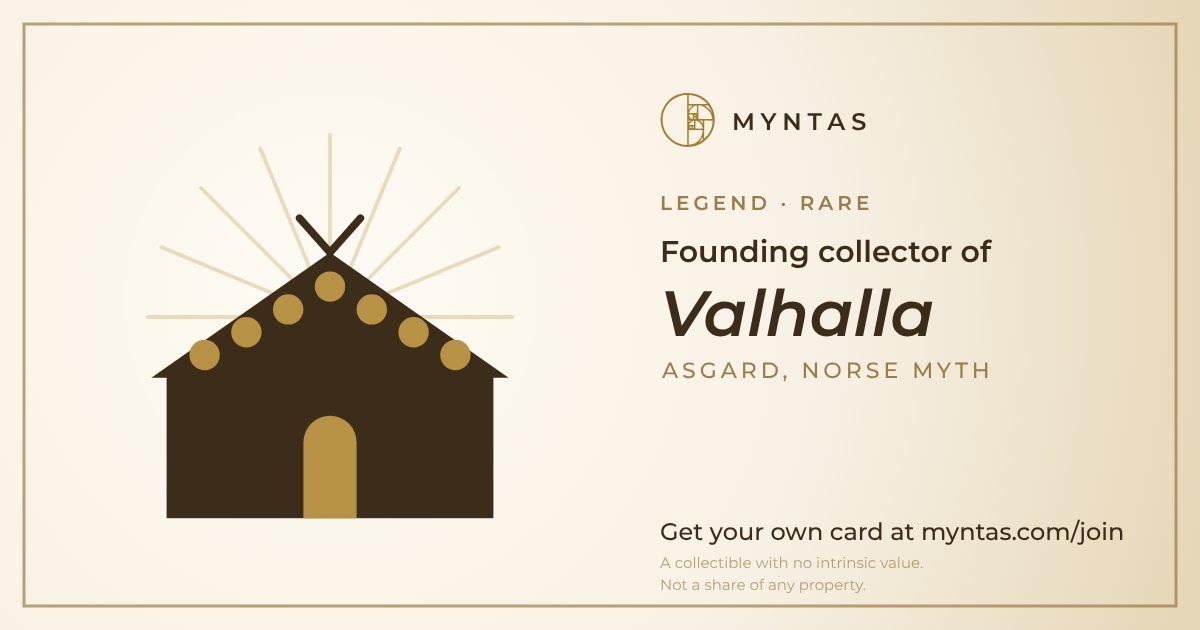 MYNTAS
LEGEND · RARE
Founding collector of
Valhalla
ASGARD, NORSE MYTH
Get your own card at myntas.com/join
A collectible with no intrinsic value.
Not a share of any property.